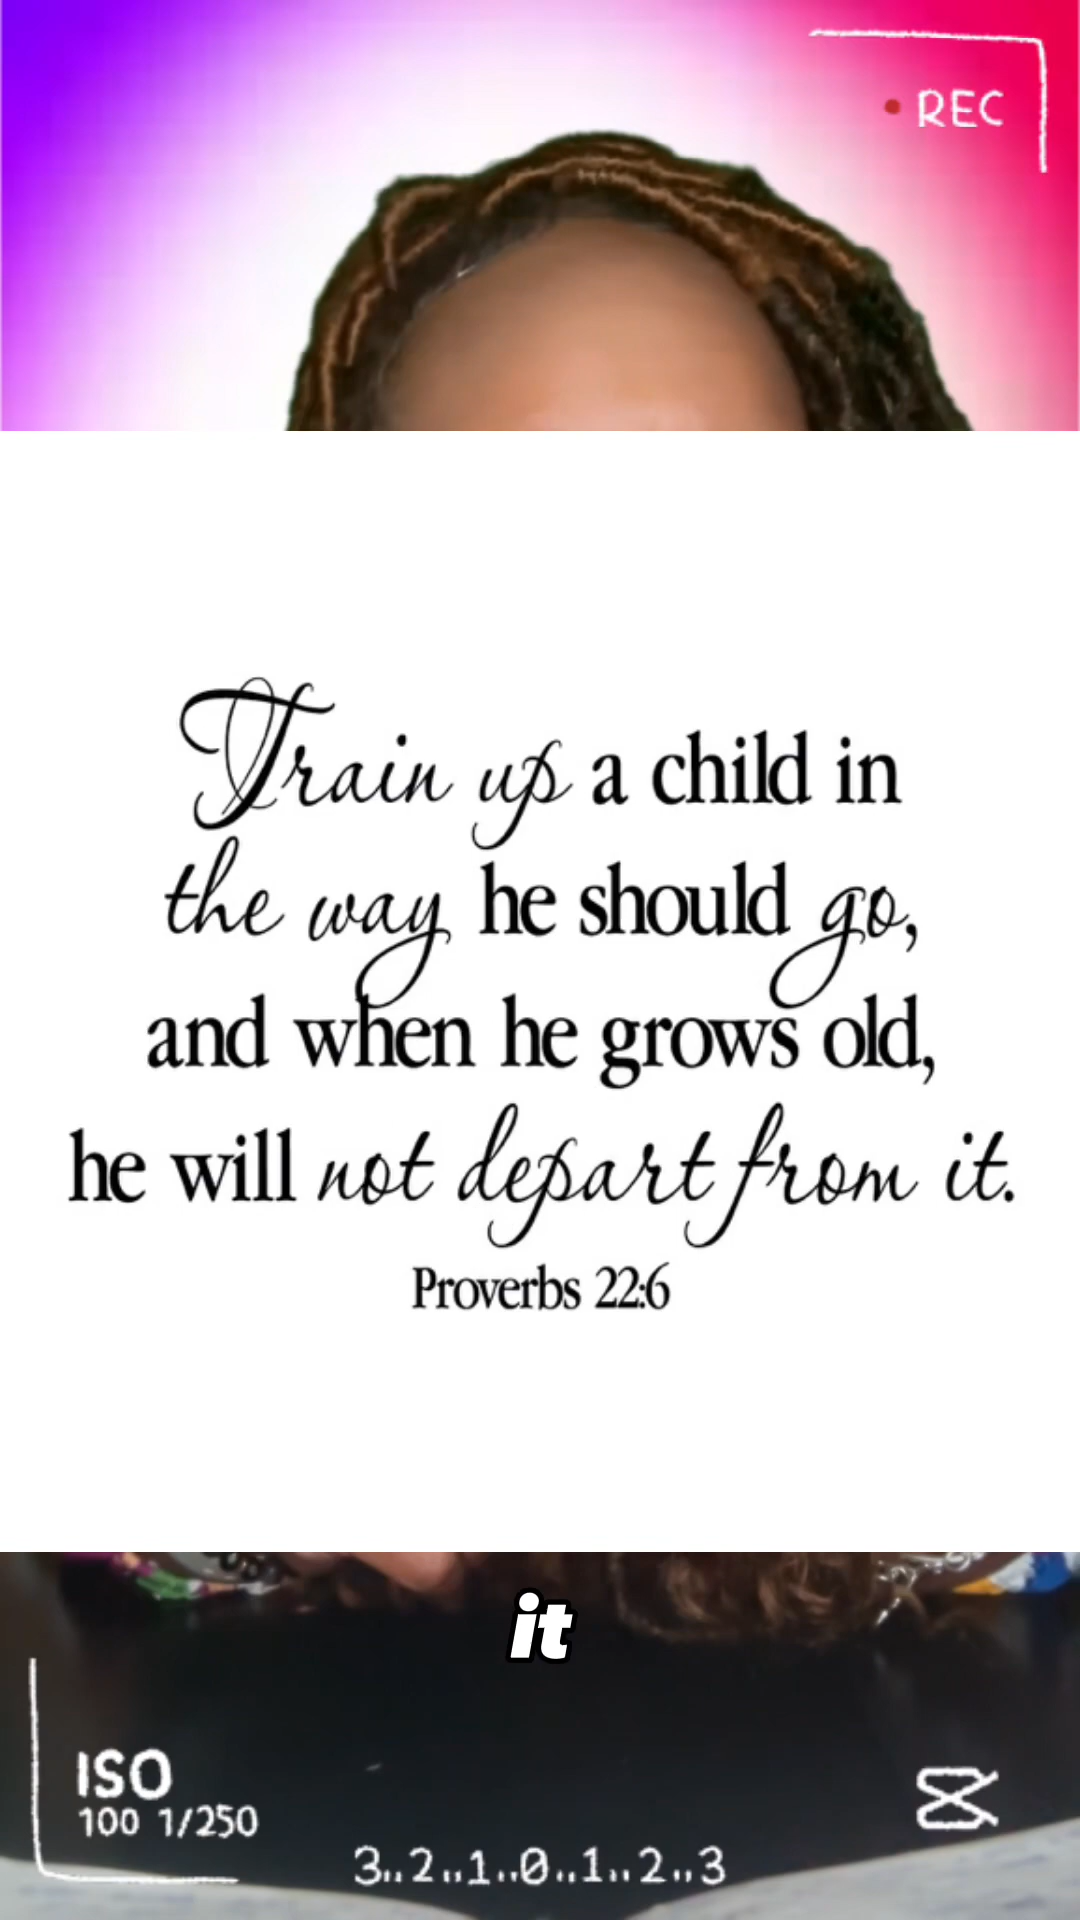 REC
Train up a child in
the way he should go,
and when he grows old,
he will not depart from it.
Proverbs 22:6
it
ISO
100 1/250
3..2..1..0..1..2..3